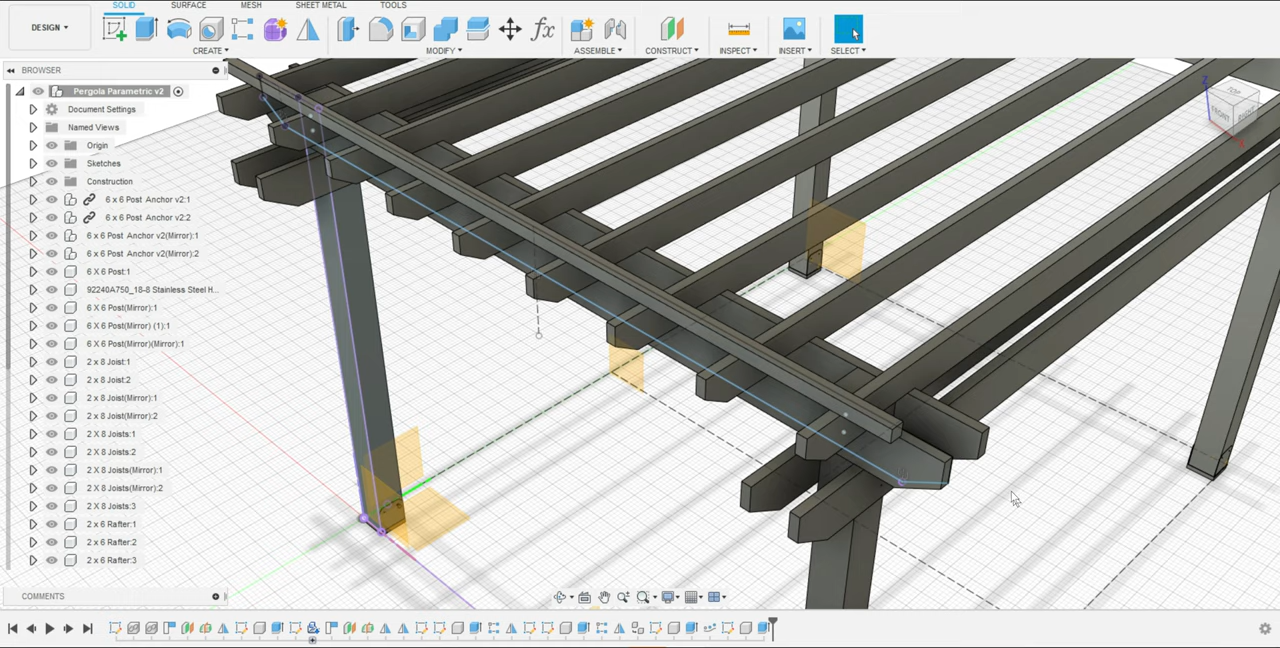 SOLID SURFACE MESH SHEET METAL TOOLS
DESIGN
CREATE MODIFY ASSEMBLE CONSTRUCT INSPECT INSERT SELECT
BROWSER
Pergola Parametric v2
Document Settings
Named Views
Origin
Sketches
Construction
6 x 6 Post Anchor v2:1
6 x 6 Post Anchor v2:2
6 x 6 Post Anchor v2(Mirror):1
6 x 6 Post Anchor v2(Mirror):2
6 X 6 Post:1
92240A750_18-8 Stainless Steel H...
6 X 6 Post(Mirror):1
6 X 6 Post(Mirror) (1):1
6 X 6 Post(Mirror)(Mirror):1
2 x 8 Joist:1
2 x 8 Joist:2
2 x 8 Joist(Mirror):1
2 x 8 Joist(Mirror):2
2 X 8 Joists:1
2 X 8 Joists:2
2 X 8 Joists(Mirror):1
2 X 8 Joists(Mirror):2
2 X 8 Joists:3
2 x 6 Rafter:1
2 x 6 Rafter:2
2 x 6 Rafter:3
COMMENTS
Z
TOP
FRONT
RIGHT
X